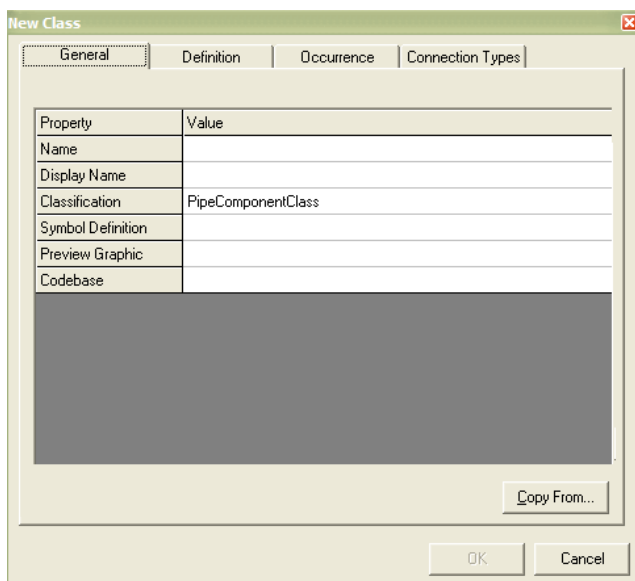 New Class
General Definition Occurrence Connection Types
Property Value
Name
Display Name
Classification PipeComponentClass
Symbol Definition
Preview Graphic
Codebase
Copy From...
OK Cancel